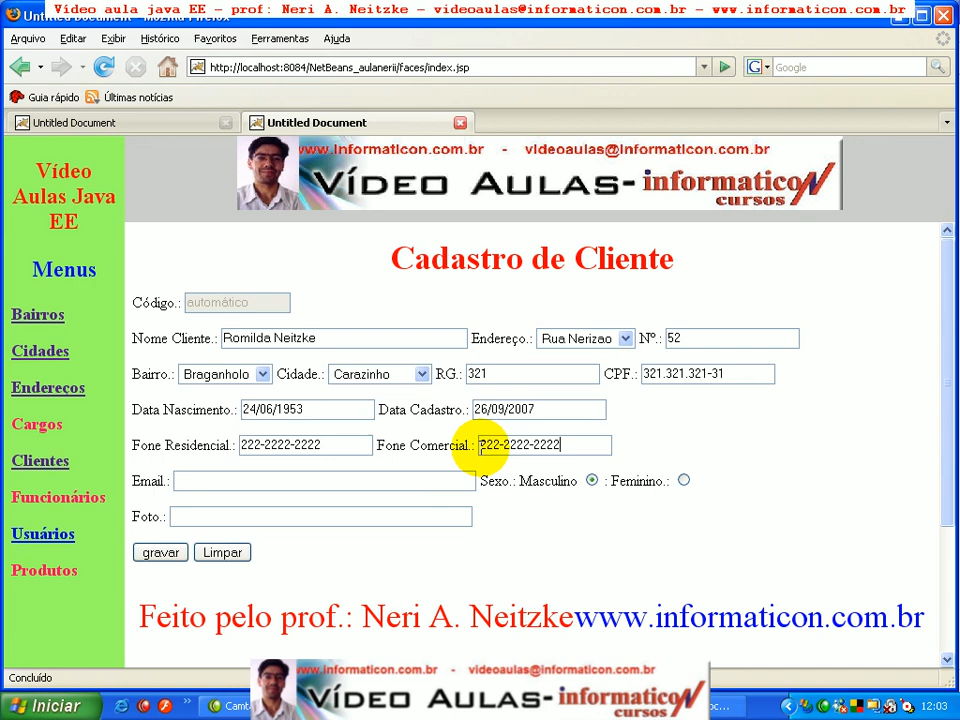 Vídeo aula java EE – prof: Neri A. Neitzke – videoaulas@informaticon.com.br – www.informaticon.com.br
Arquivo Editar Exibir Histórico Favoritos Ferramentas Ajuda
http://localhost:8084/NetBeans_aulanerii/faces/index.jsp
Google
Guia rápido Últimas notícias
Untitled Document Untitled Document
www.informaticon.com.br - videoaulas@informaticon.com.br
VÍDEO AULAS- informaticon
cursos
Vídeo
Aulas Java
EE
Menus
Bairros
Cidades
Endereços
Cargos
Clientes
Funcionários
Usuários
Produtos
Cadastro de Cliente
Código.: automático
Nome Cliente.: Romilda Neitzke Endereço.: Rua Nerizao Nº.: 52
Bairro.: Braganholo Cidade.: Carazinho RG.: 321 CPF.: 321.321.321-31
Data Nascimento.: 24/06/1953 Data Cadastro.: 26/09/2007
Fone Residencial.: 222-2222-2222 Fone Comercial.: 222-2222-2222
Email.: Sexo.: Masculino : Feminino.:
Foto.:
gravar Limpar
Feito pelo prof.: Neri A. Neitzkewww.informaticon.com.br
Concluído
www.informaticon.com.br - videoaulas@informaticon.com.br
VÍDEO AULAS- informaticon
cursos
Iniciar
12:03